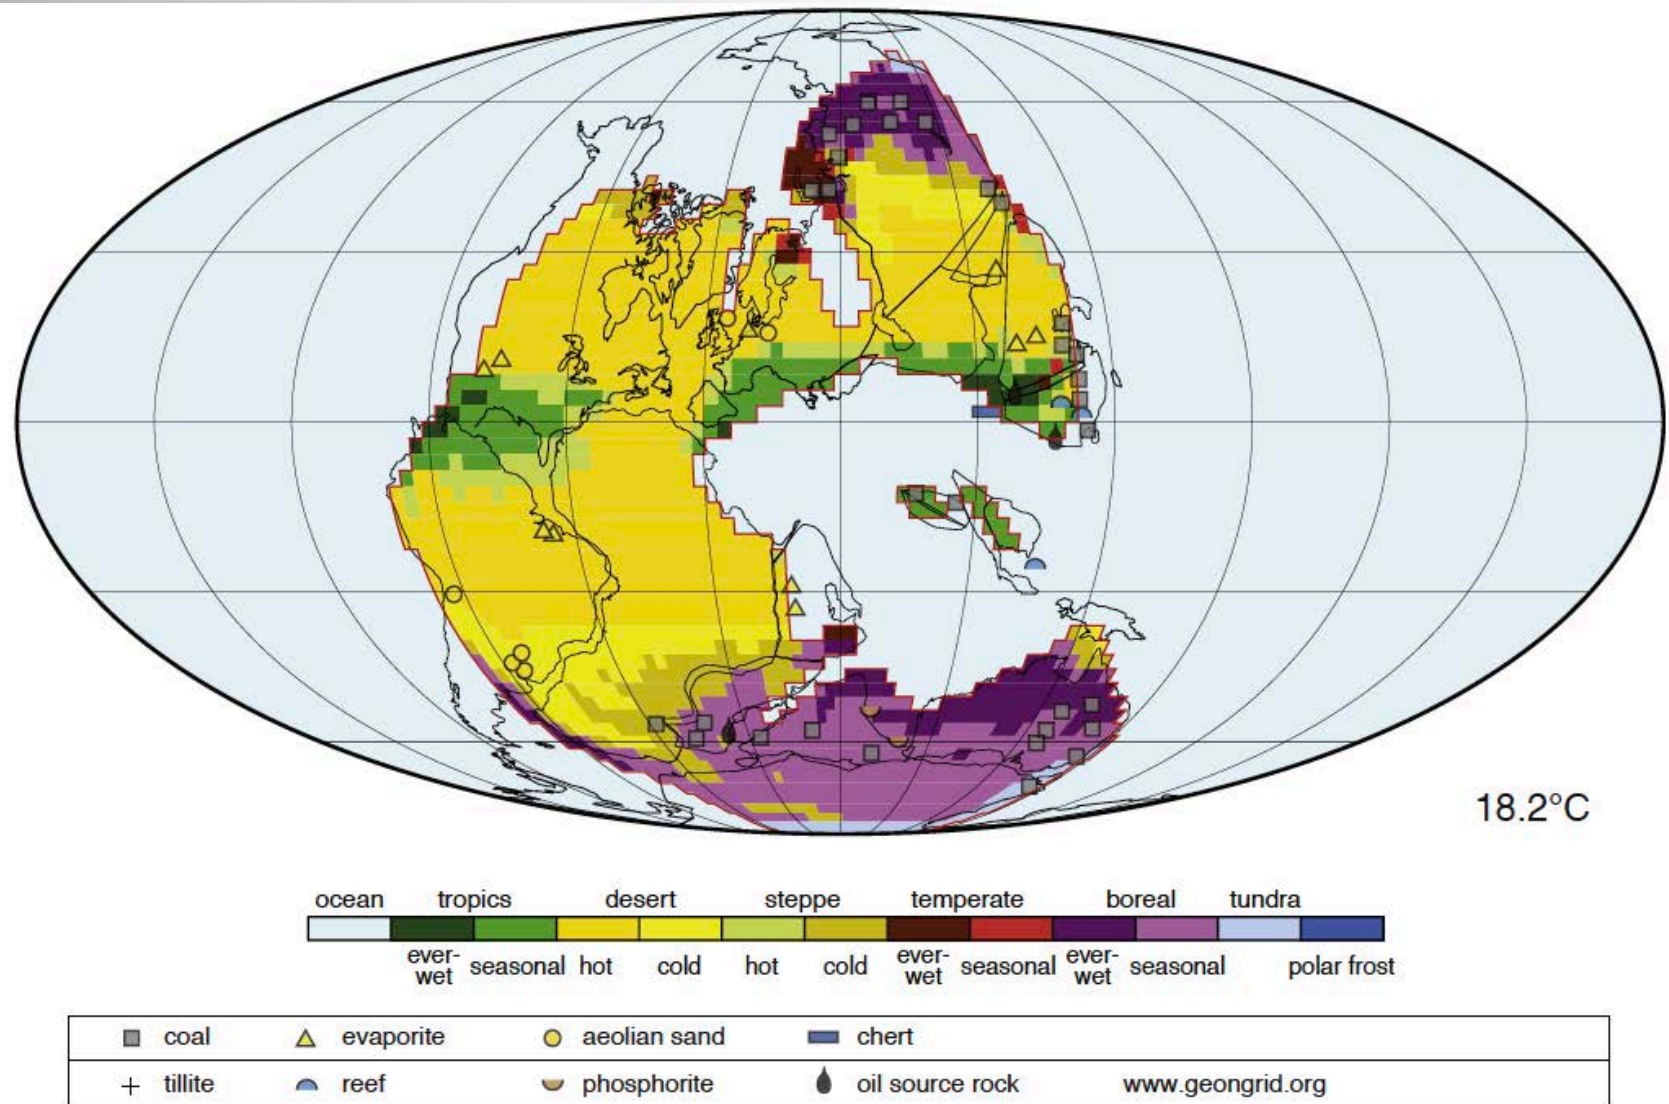 18.2°C
ocean tropics desert steppe temperate boreal tundra
ever-wet seasonal hot cold hot cold ever-wet seasonal ever-wet seasonal polar frost
coal evaporite aeolian sand chert
tillite reef phosphorite oil source rock www.geongrid.org